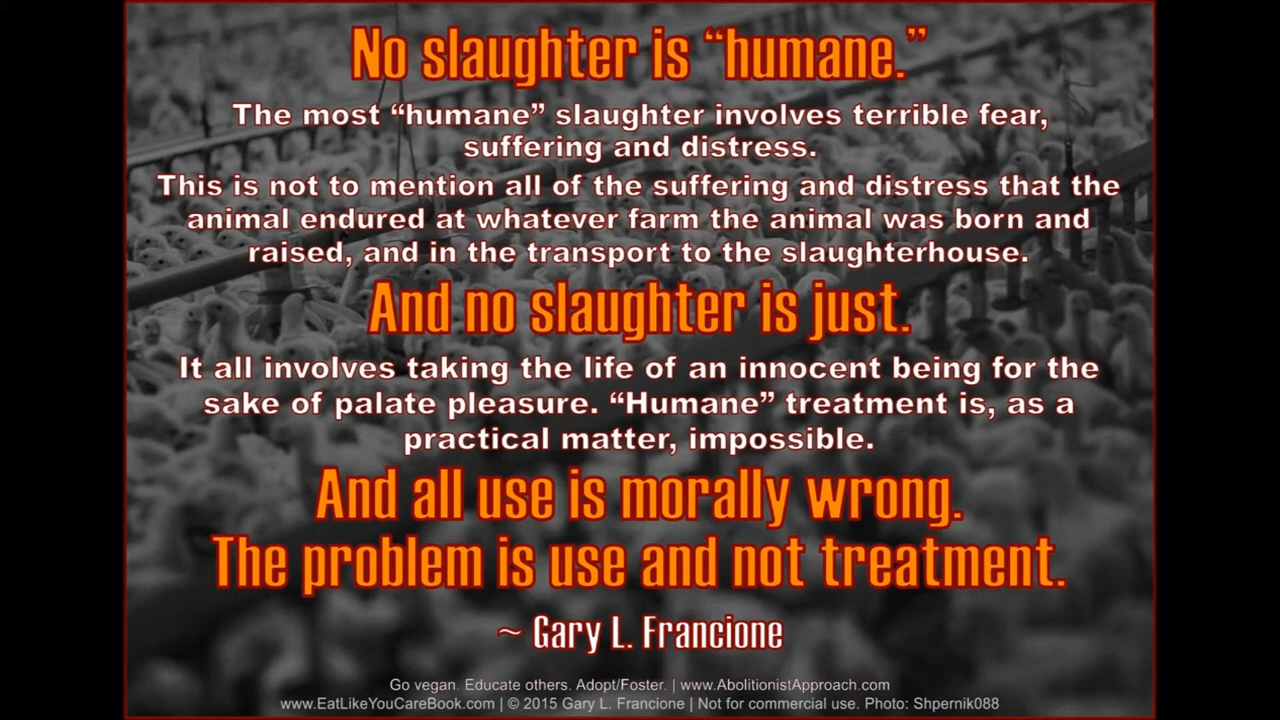 No slaughter is “humane.”
The most “humane” slaughter involves terrible fear,
suffering and distress.
This is not to mention all of the suffering and distress that the
animal endured at whatever farm the animal was born and
raised, and in the transport to the slaughterhouse.
And no slaughter is just.
It all involves taking the life of an innocent being for the
sake of palate pleasure. “Humane” treatment is, as a
practical matter, impossible.
And all use is morally wrong.
The problem is use and not treatment.
~ Gary L. Francione
Go vegan. Educate others. Adopt/Foster. | www.AbolitionistApproach.com
www.EatLikeYouCareBook.com | © 2015 Gary L. Francione | Not for commercial use. Photo: Shpernik088